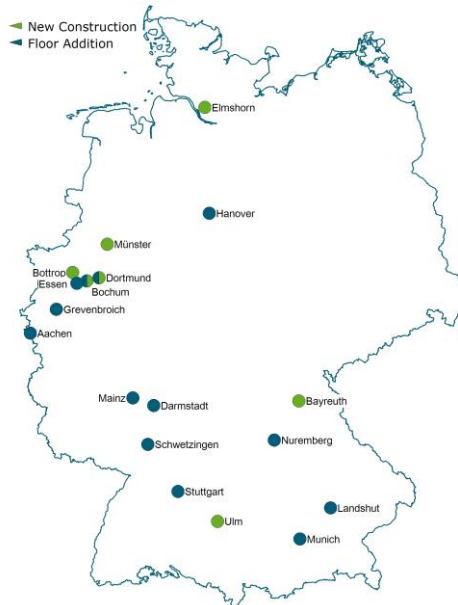 New Construction
Floor Addition
Elmshorn
Hanover
Münster
Bottrop
Dortmund
Essen
Bochum
Grevenbroich
Aachen
Mainz
Darmstadt
Bayreuth
Schwetzingen
Nuremberg
Stuttgart
Landshut
Ulm
Munich